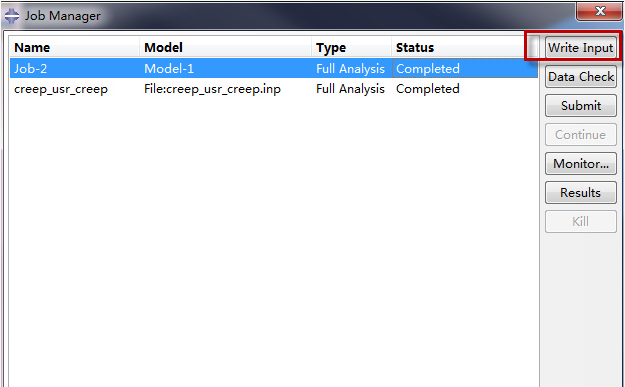 Job Manager
Name Model Type Status
Job-2 Model-1 Full Analysis Completed
creep_usr_creep File:creep_usr_creep.inp Full Analysis Completed
Write Input
Data Check
Submit
Continue
Monitor...
Results
Kill